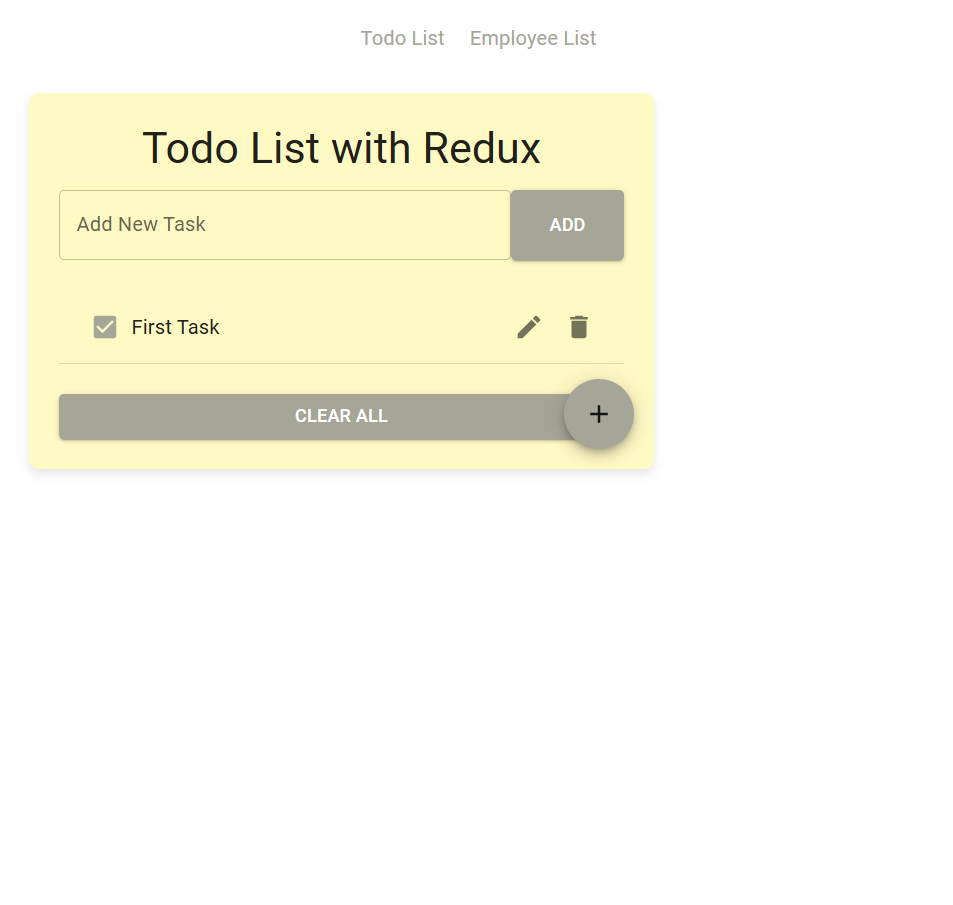 Todo List Employee List
Todo List with Redux
Add New Task ADD
First Task
CLEAR ALL